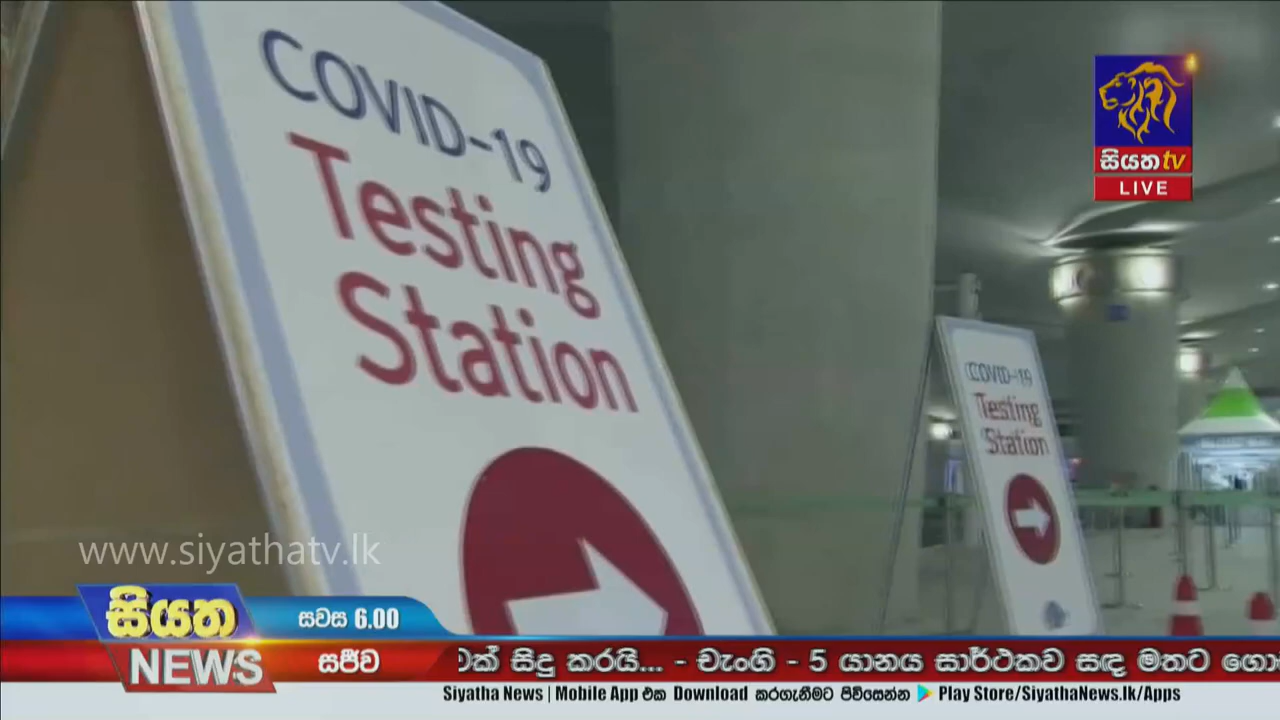 COVID-19
Testing
Station
සියත tv
LIVE
COVID-19
Testing
Station
www.siyathatv.lk
සියත
NEWS
සවස 6.00
සජීව
සිදු කරයි... - චැංගි - 5 යානය සාර්ථකව සඳ මතට
Siyatha News | Mobile App එක Download කරගැනීමට පිවිසෙන්න Play Store/SiyathaNews.lk/Apps